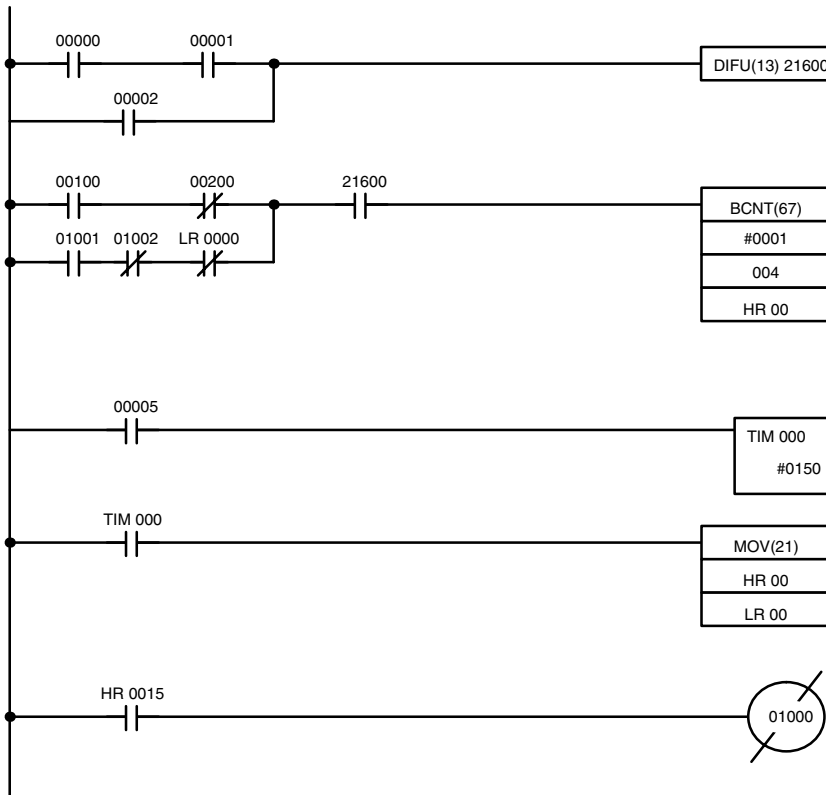 00000 00001
DIFU(13) 21600
00002
00100 00200 21600
BCNT(67)
01001 01002 LR 0000
#0001
004
HR 00
00005
TIM 000
#0150
TIM 000
MOV(21)
HR 00
LR 00
HR 0015
01000